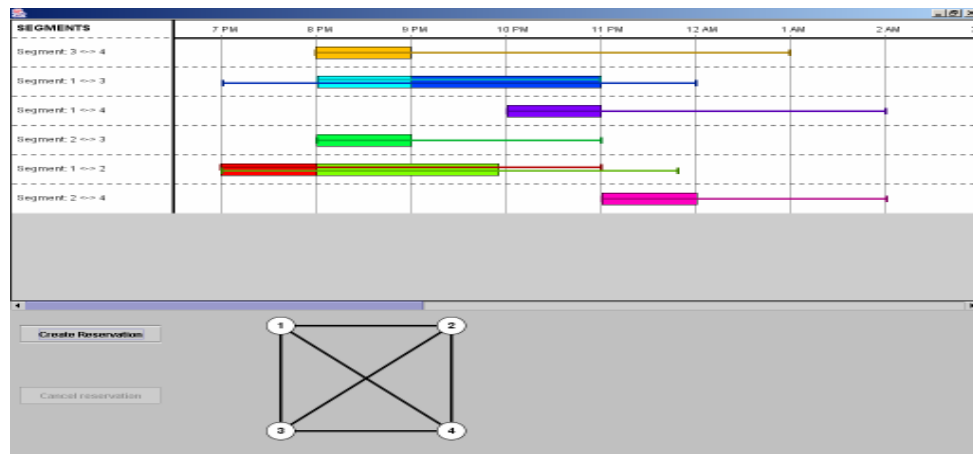 SEGMENTS 7 PM 8 PM 9 PM 10 PM 11 PM 12 AM 1 AM 2 AM
Segment: 3 <=> 4
Segment: 1 <=> 3
Segment: 1 <=> 4
Segment: 2 <=> 3
Segment: 1 <=> 2
Segment: 2 <=> 4
1 2
Create Reservation
Cancel reservation
3 4